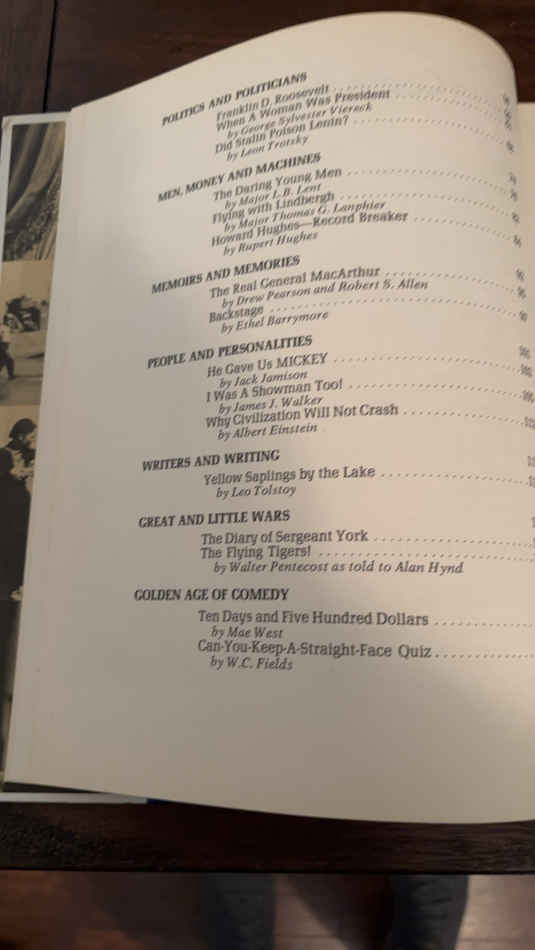 POLITICS AND POLITICIANS
Franklin D. Roosevelt
When A Woman Was President
by George Sylvester Viereck
Did Stalin Poison Lenin?
by Leon Trotsky
MEN, MONEY AND MACHINES
The Daring Young Men
by Major L.B. Lent
Flying with Lindbergh
by Major Thomas G. Lanphier
Howard Hughes—Record Breaker
by Rupert Hughes
MEMOIRS AND MEMORIES
The Real General MacArthur
by Drew Pearson and Robert S. Allen
Backstage
by Ethel Barrymore
PEOPLE AND PERSONALITIES
He Gave Us MICKEY
by Jack Jamison
I Was A Showman Too!
by James J. Walker
Why Civilization Will Not Crash
by Albert Einstein
WRITERS AND WRITING
Yellow Saplings by the Lake
by Leo Tolstoy
GREAT AND LITTLE WARS
The Diary of Sergeant York
The Flying Tigers!
by Walter Pentecost as told to Alan Hynd
GOLDEN AGE OF COMEDY
Ten Days and Five Hundred Dollars
by Mae West
Can-You-Keep-A-Straight-Face Quiz
by W.C. Fields